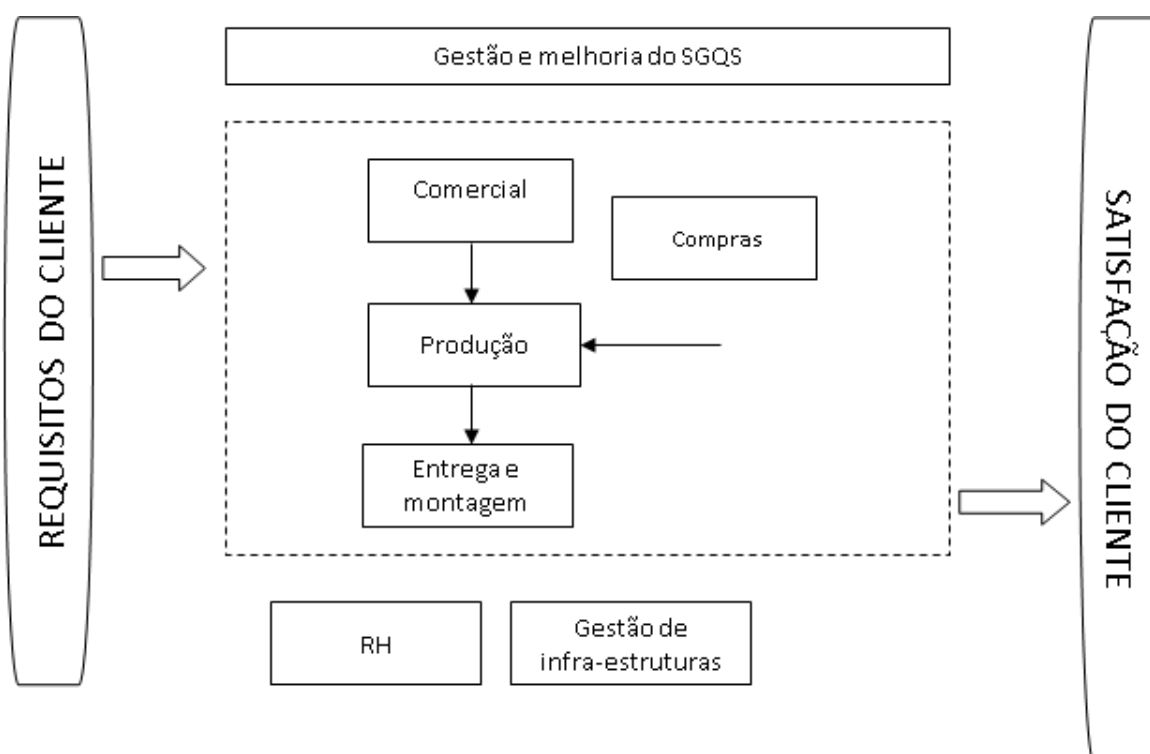 Gestão e melhoria do SGQS
REQUISITOS DO CLIENTE
Comercial
Compras
Produção
Entrega e
montagem
SATISFAÇÃO DO CLIENTE
RH
Gestão de
infra-estruturas